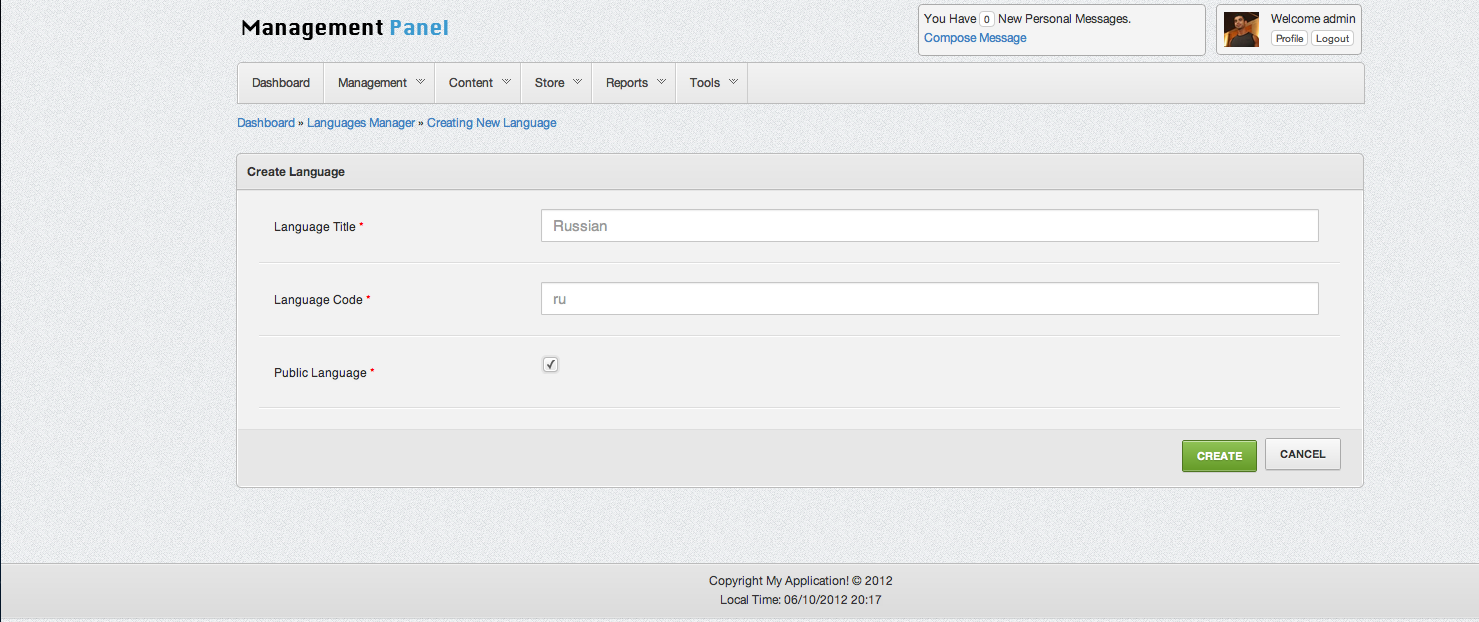 Management Panel
You Have 0 New Personal Messages.
Compose Message
Welcome admin
Profile Logout
Dashboard Management Content Store Reports Tools
Dashboard » Languages Manager » Creating New Language
Create Language
Language Title * Russian
Language Code * ru
Public Language *
CREATE CANCEL
Copyright My Application! © 2012
Local Time: 06/10/2012 20:17